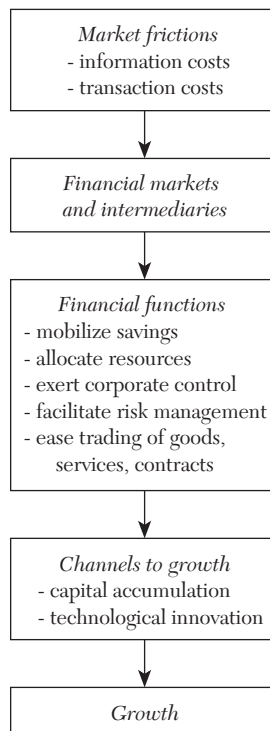 Market frictions
- information costs
- transaction costs
Financial markets
and intermediaries
Financial functions
- mobilize savings
- allocate resources
- exert corporate control
- facilitate risk management
- ease trading of goods,
services, contracts
Channels to growth
- capital accumulation
- technological innovation
Growth